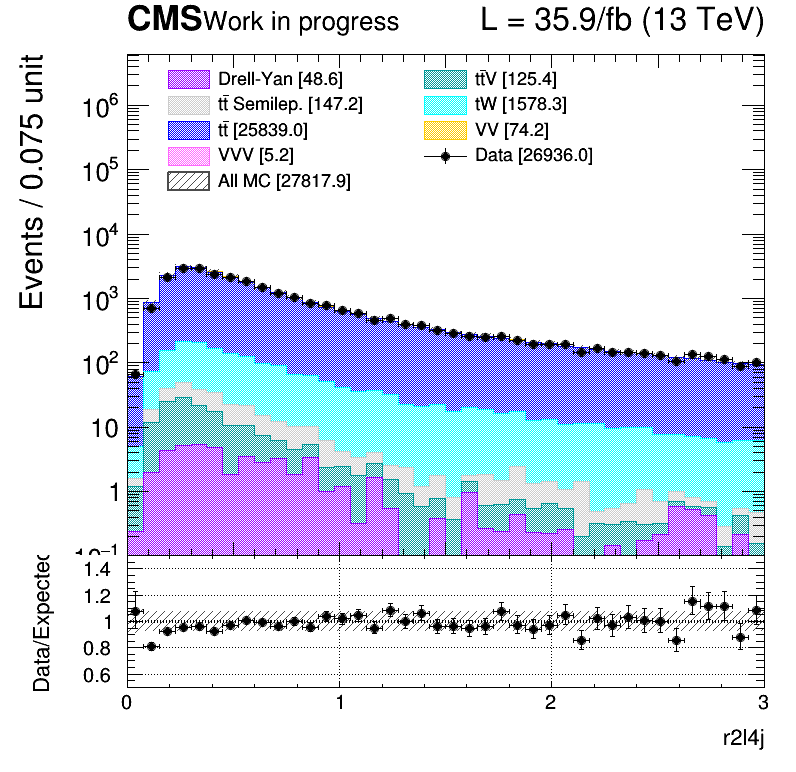 CMS Work in progress L = 35.9/fb (13 TeV)
Events / 0.075 unit
Drell-Yan [48.6]
tt̄V [125.4]
tt̄ Semilep. [147.2]
tW [1578.3]
tt̄ [25839.0]
VV [74.2]
VVV [5.2]
Data [26936.0]
All MC [27817.9]
10⁶
10⁵
10⁴
10³
10²
10
1
10⁻¹
Data/Expected
1.4
1.2
1
0.8
0.6
0 1 2 3
r2l4j